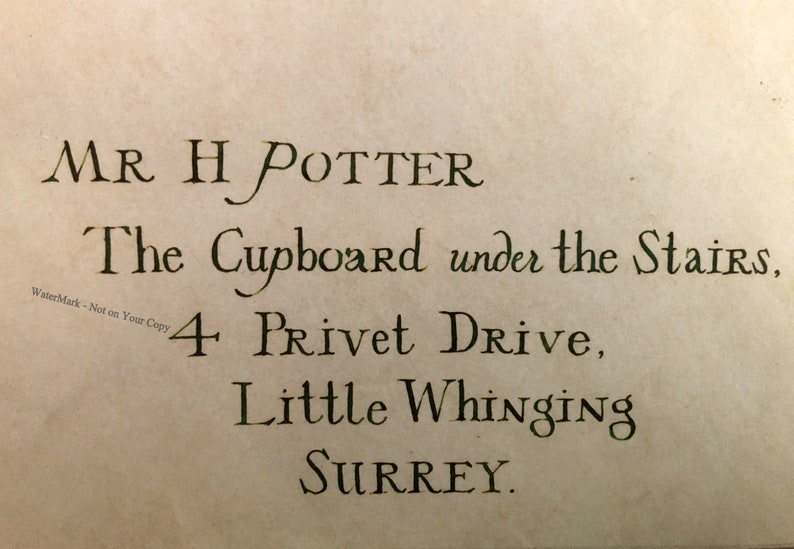 Mr H Potter
The Cupboard under the Stairs,
WaterMark - Not on Your Copy
4 Privet Drive,
Little Whinging
Surrey.